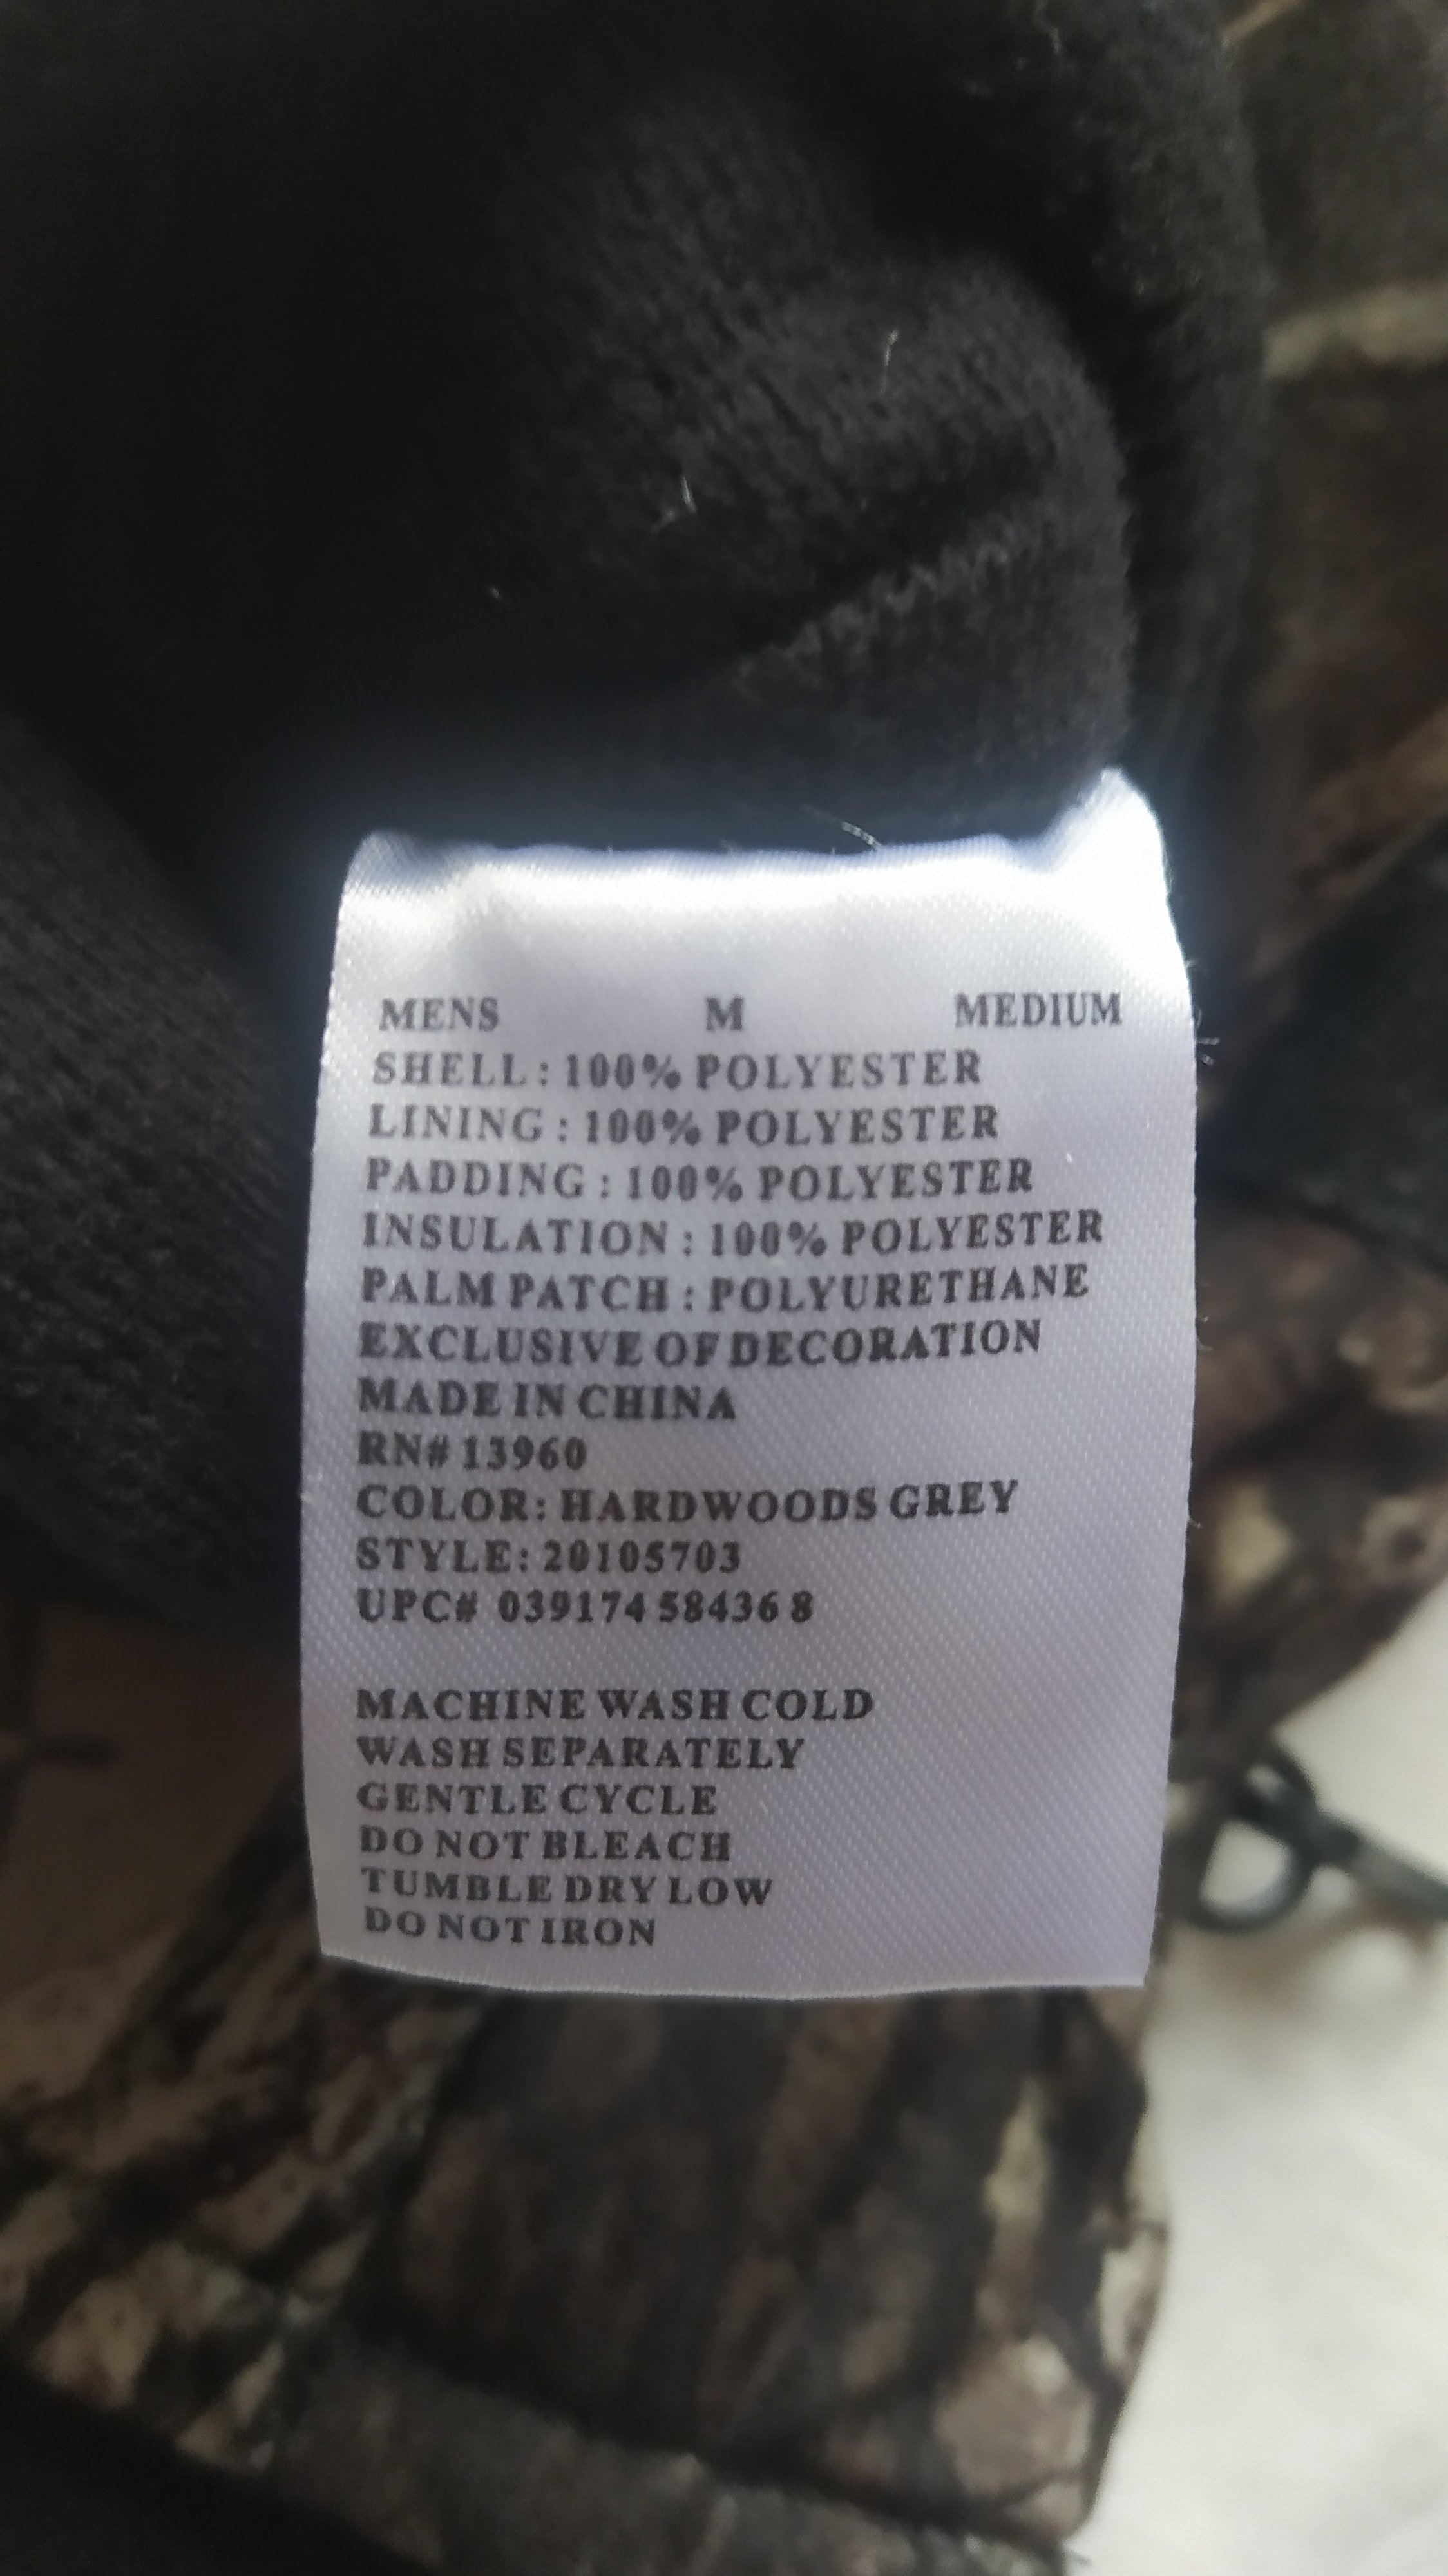 MENS M MEDIUM
SHELL : 100% POLYESTER
LINING : 100% POLYESTER
PADDING : 100% POLYESTER
INSULATION : 100% POLYESTER
PALM PATCH : POLYURETHANE
EXCLUSIVE OF DECORATION
MADE IN CHINA
RN# 13960
COLOR: HARDWOODS GREY
STYLE: 20105703
UPC# 039174 58436 8
MACHINE WASH COLD
WASH SEPARATELY
GENTLE CYCLE
DO NOT BLEACH
TUMBLE DRY LOW
DO NOT IRON